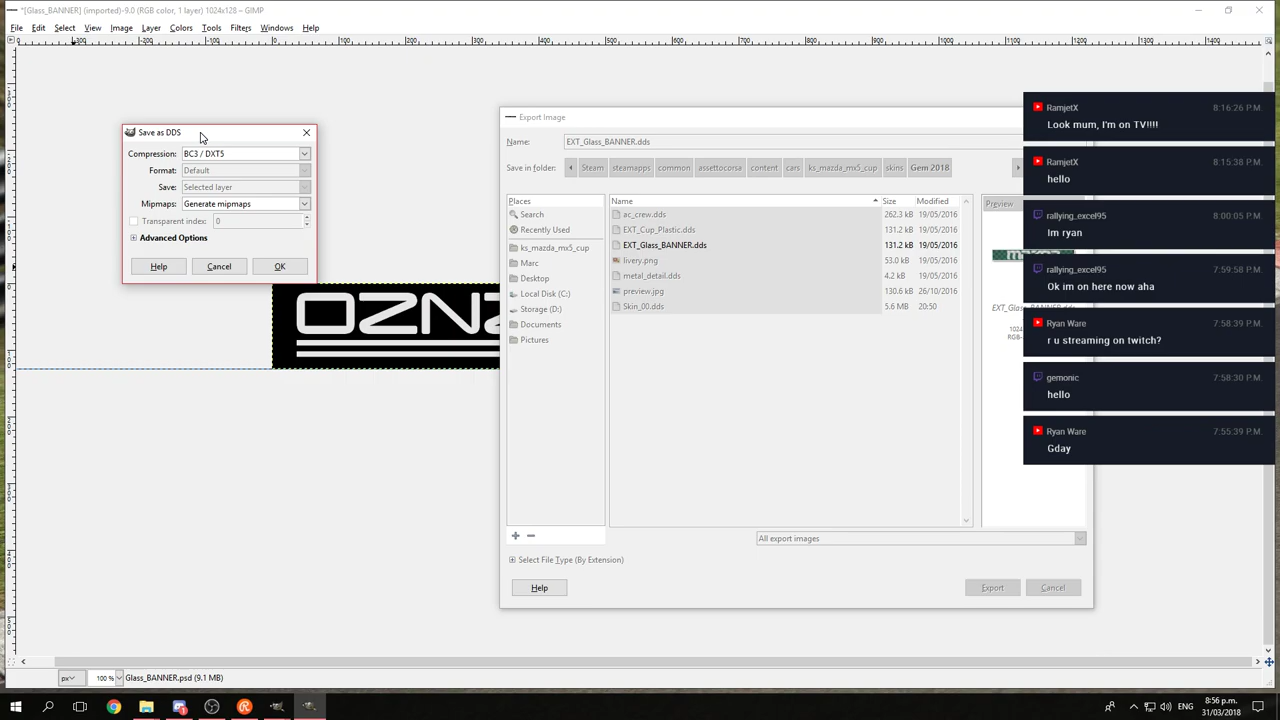 *[Glass_BANNER] (imported)-9.0 (RGB color, 1 layer) 1024x128 – GIMP
File Edit Select View Image Layer Colors Tools Filters Windows Help
Save as DDS
Compression: BC3 / DXT5
Format: Default
Save: Selected layer
Mipmaps: Generate mipmaps
Transparent index: 0
Advanced Options
Help Cancel OK
OZNZ
Export Image
Name: EXT_Glass_BANNER.dds
Save in folder: Steam steamapps common assettocorsa content cars ks_mazda_mx5_cup skins Gem 2018
Places
Search
Recently Used
ks_mazda_mx5_cup
Marc
Desktop
Local Disk (C:)
Storage (D:)
Documents
Pictures
Name Size Modified
ac_crew.dds 262.3 kB 19/05/2016
EXT_Cup_Plastic.dds 131.2 kB 19/05/2016
EXT_Glass_BANNER.dds 131.2 kB 19/05/2016
livery.png 53.0 kB 19/05/2016
metal_detail.dds 4.2 kB 19/05/2016
preview.jpg 130.6 kB 26/10/2016
Skin_00.dds 5.6 MB 20:50
Preview
EXT_Gl
1024
RGB-
All export images
Select File Type (By Extension)
Help Export Cancel
RamjetX 8:16:26 P.M.
Look mum, I'm on TV!!!!
RamjetX 8:15:38 P.M.
hello
rallying_excel95 8:00:05 P.M.
Im ryan
rallying_excel95 7:59:58 P.M.
Ok im on here now aha
Ryan Ware 7:58:39 P.M.
r u streaming on twitch?
gemonic 7:58:30 P.M.
hello
Ryan Ware 7:55:39 P.M.
Gday
px 100 % Glass_BANNER.psd (9.1 MB)
ENG
8:56 p.m.
31/03/2018